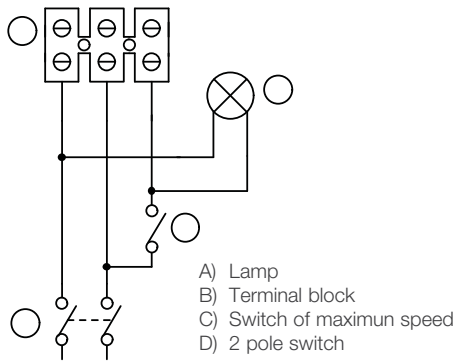 A) Lamp
B) Terminal block
C) Switch of maximun speed
D) 2 pole switch